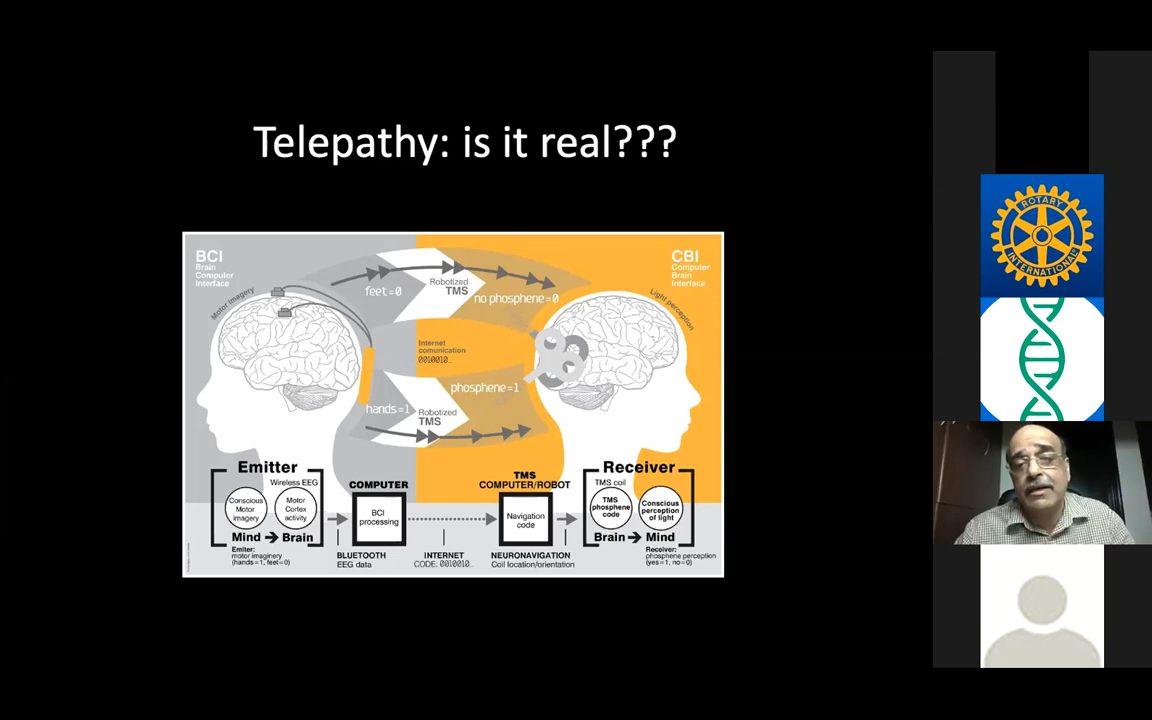 Telepathy: is it real???
BCI
Brain
Computer
Interface
CBI
Computer
Brain
Interface
Motor imagery
feet=0
Robotized
TMS
no phosphene=0
Light perception
Internet
comunication
0010010..
phosphene=1
hands=1
Robotized
TMS
Emitter
Wireless EEG
Conscious
Motor
imagery
Motor
Cortex
activity
Mind → Brain
Emiter:
motor imaginery
(hands=1, feet=0)
COMPUTER
BCI
processing
BLUETOOTH
EEG data
INTERNET
CODE: 0010010..
TMS
COMPUTER/ROBOT
Navigation
code
NEURONAVIGATION
Coil location/orientation
Receiver
TMS coil
TMS
phosphene
code
Conscious
perception
of light
Brain → Mind
Receiver:
phosphene perception
(yes=1, no=0)
ROTARY
INTERNATIONAL